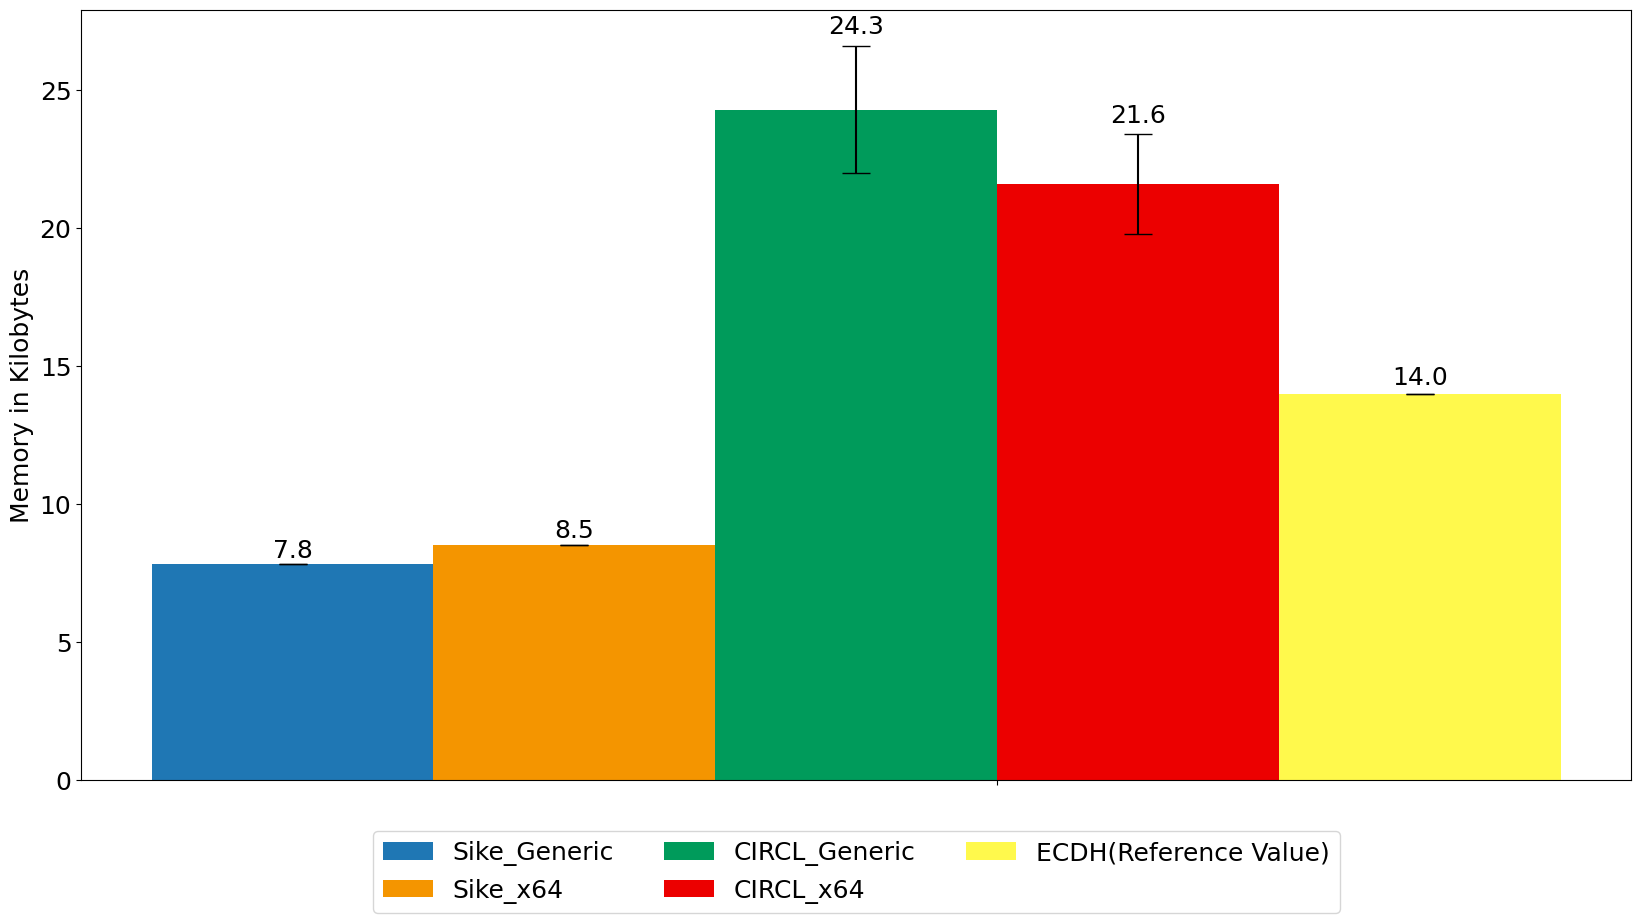 24.3
25
21.6
20
15
14.0
10
8.5
7.8
5
0
Memory in Kilobytes
Sike_Generic
Sike_x64
CIRCL_Generic
CIRCL_x64
ECDH(Reference Value)